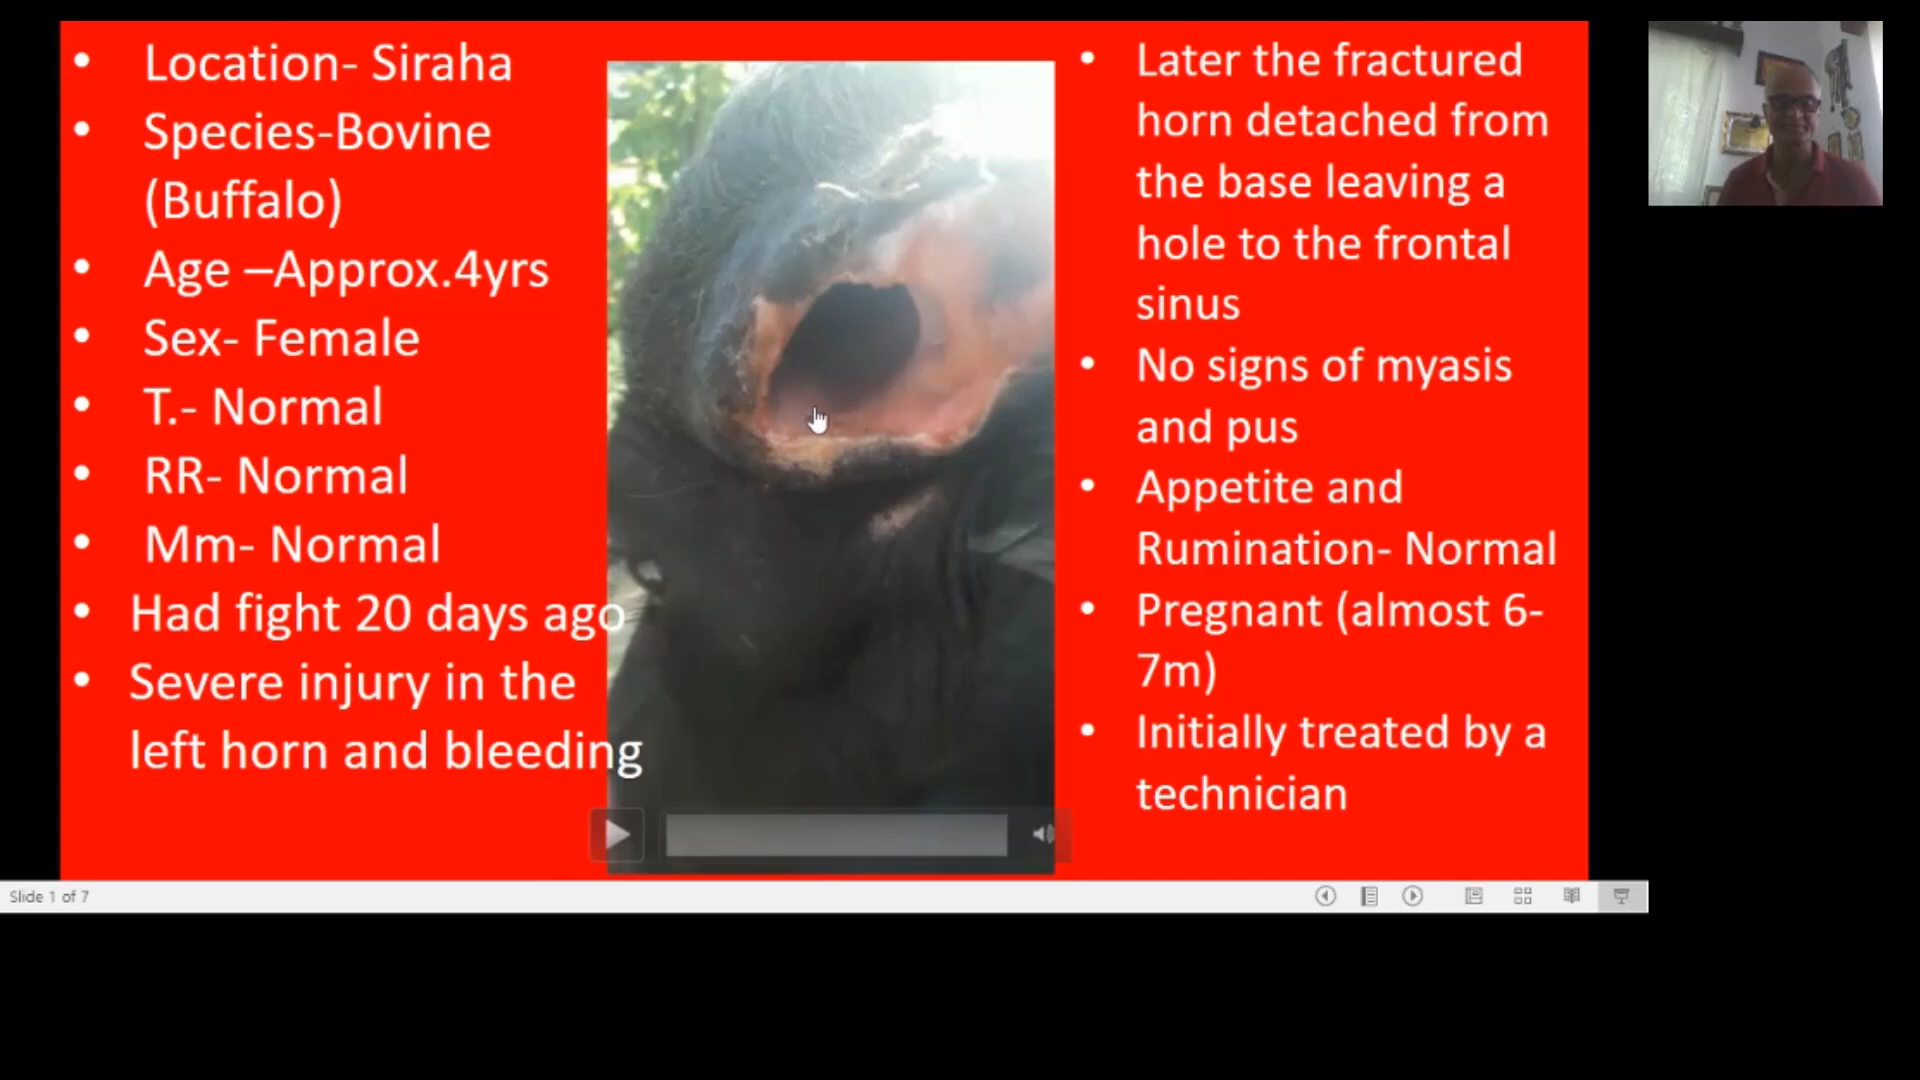 • Location- Siraha
• Species-Bovine
(Buffalo)
• Age –Approx.4yrs
• Sex- Female
• T.- Normal
• RR- Normal
• Mm- Normal
• Had fight 20 days ago
• Severe injury in the
left horn and bleeding
• Later the fractured
horn detached from
the base leaving a
hole to the frontal
sinus
• No signs of myasis
and pus
• Appetite and
Rumination- Normal
• Pregnant (almost 6-
7m)
• Initially treated by a
technician
Slide 1 of 7